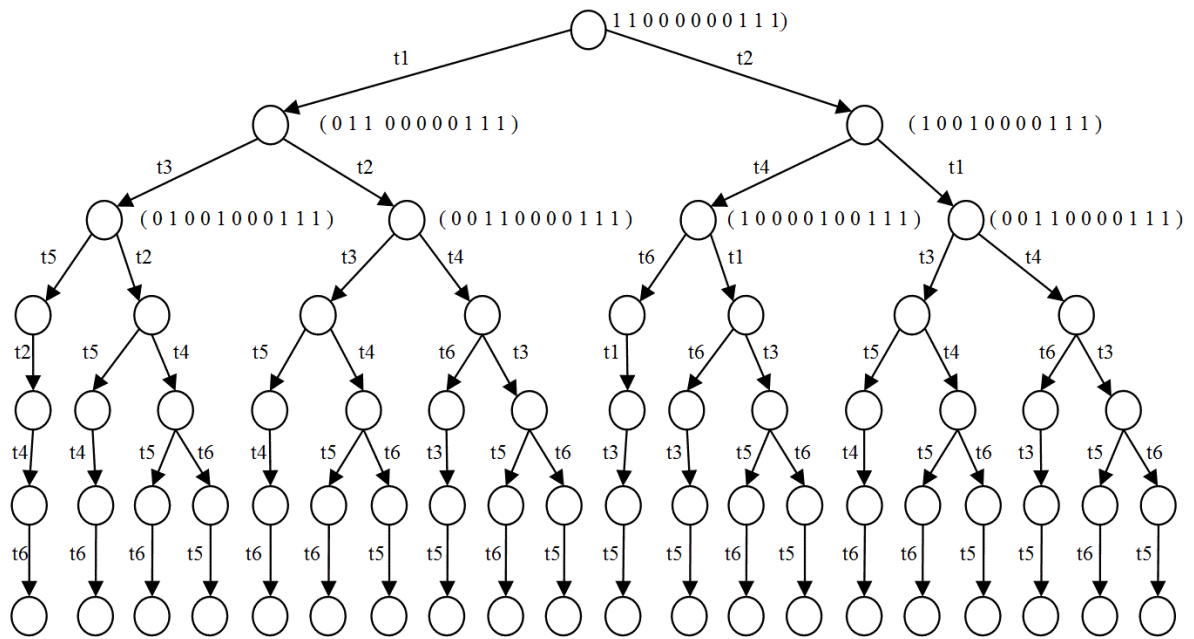 1 1 0 0 0 0 0 0 1 1 1)
t1 t2
( 0 1 1 0 0 0 0 0 1 1 1 ) ( 1 0 0 1 0 0 0 0 1 1 1 )
t3 t2 t4 t1
( 0 1 0 0 1 0 0 0 1 1 1 ) ( 0 0 1 1 0 0 0 0 1 1 1 ) ( 1 0 0 0 0 1 0 0 1 1 1 ) ( 0 0 1 1 0 0 0 0 1 1 1 )
t5 t2 t3 t4 t6 t1 t3 t4
t2 t5 t4 t5 t4 t6 t3 t1 t6 t3 t5 t4 t6 t3
t4 t4 t5 t6 t4 t5 t6 t3 t5 t6 t3 t3 t5 t6 t4 t5 t6 t3 t5 t6
t6 t6 t6 t5 t6 t6 t5 t5 t6 t5 t5 t5 t6 t5 t6 t6 t5 t5 t6 t5